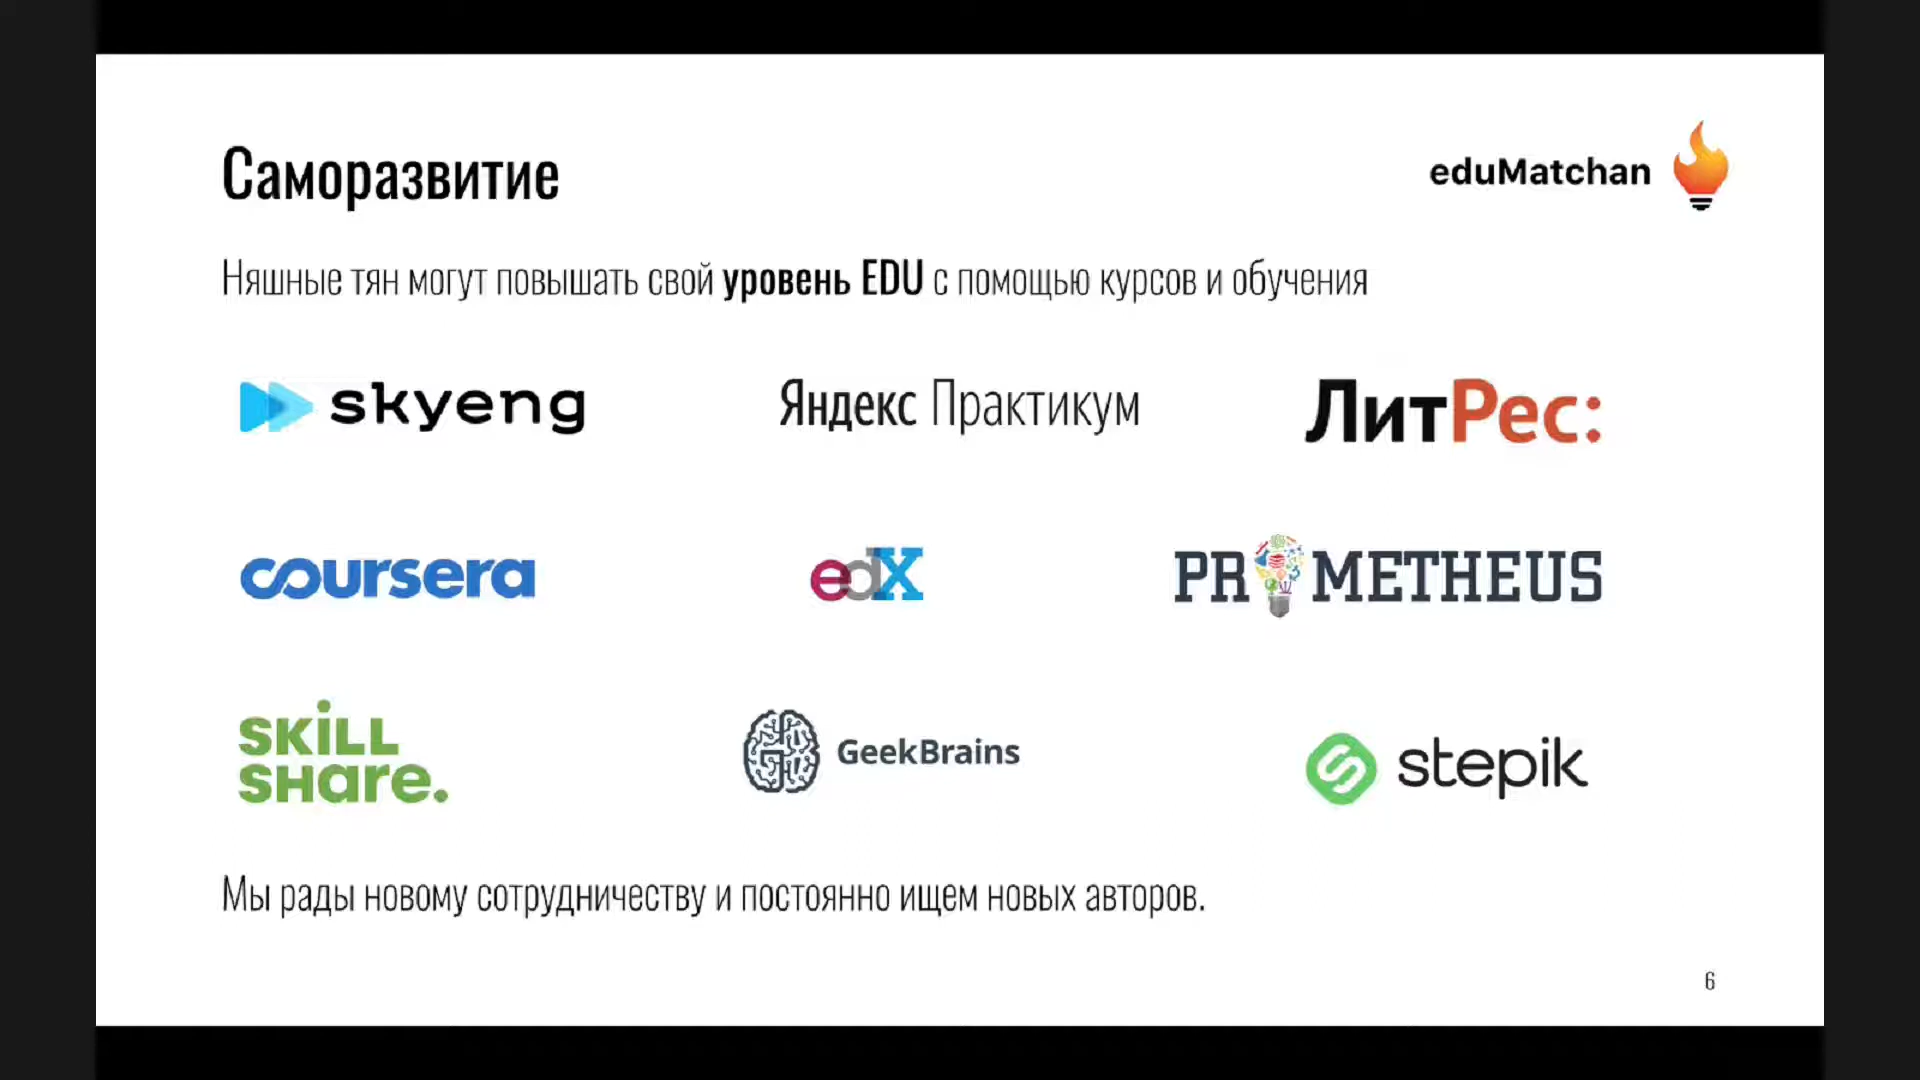 Саморазвитие
eduMatchan
Няшные тян могут повышать свой уровень EDU с помощью курсов и обучения
skyeng
Яндекс Практикум
ЛитРес:
coursera
edX
PROMETHEUS
SKILL
SHare.
GeekBrains
stepik
Мы рады новому сотрудничеству и постоянно ищем новых авторов.
6